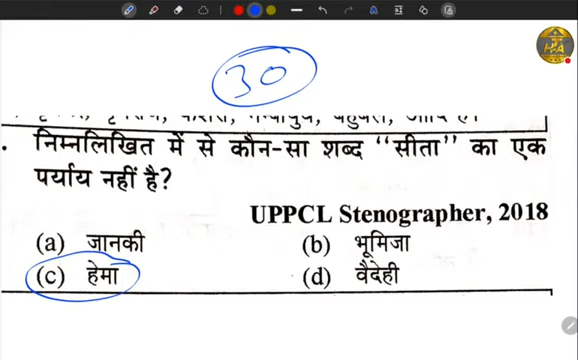 30
निम्नलिखित में से कौन-सा शब्द "सीता" का एक
पर्याय नहीं है?
UPPCL Stenographer, 2018
(a) जानकी (b) भूमिजा
(c) हेमा (d) वैदेही